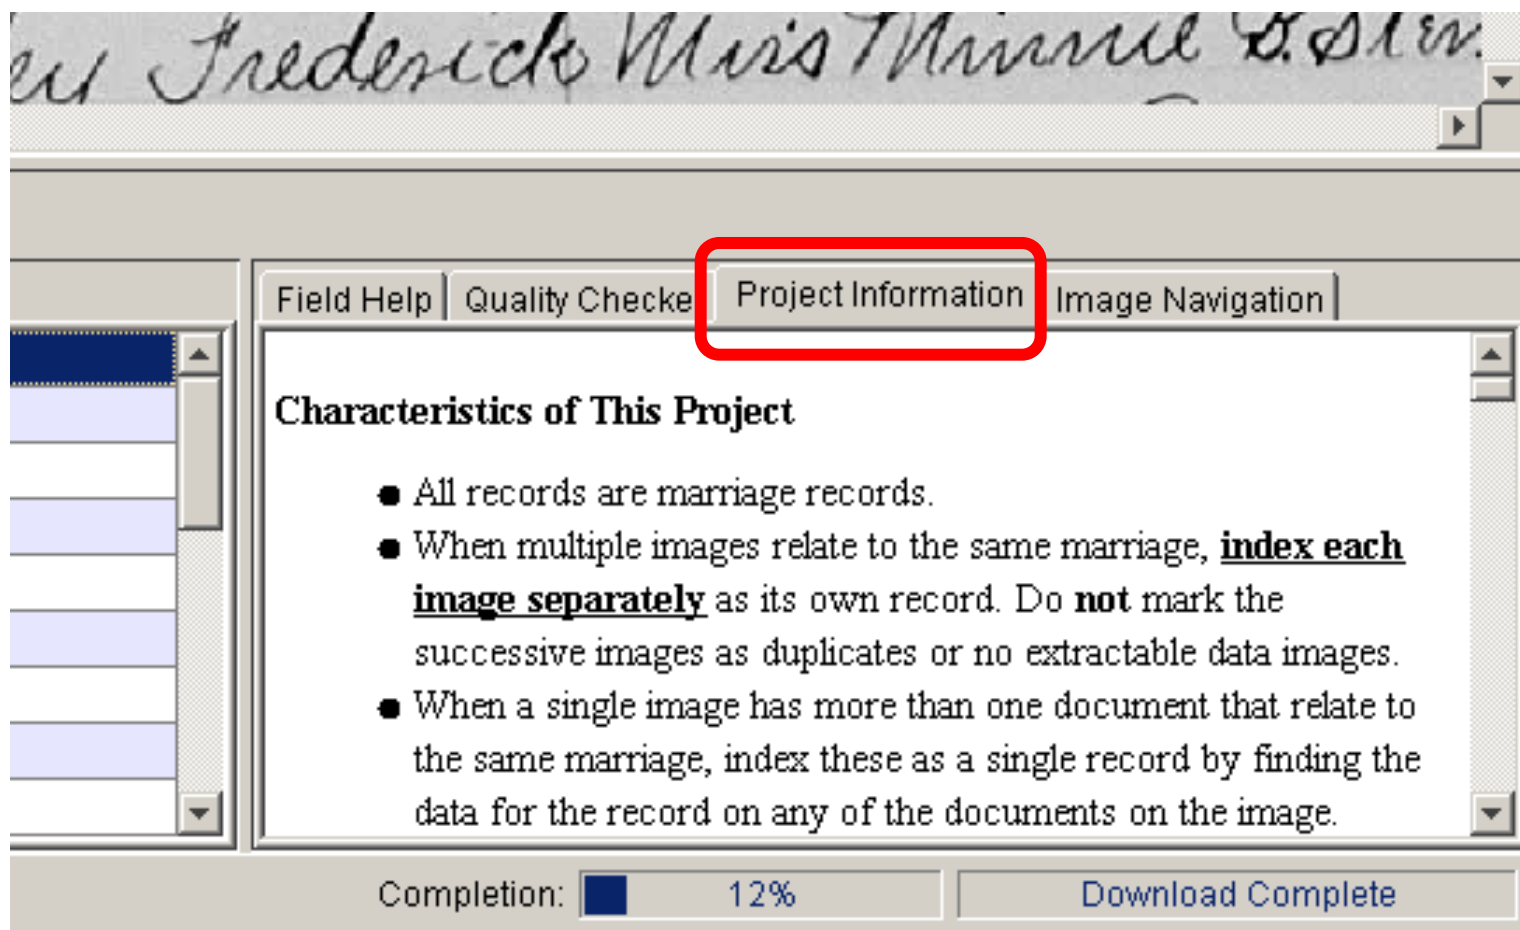 Frederick Miss Minnie B.
Field Help Quality Checke Project Information Image Navigation
Characteristics of This Project
● All records are marriage records.
● When multiple images relate to the same marriage, index each
image separately as its own record. Do not mark the
successive images as duplicates or no extractable data images.
● When a single image has more than one document that relate to
the same marriage, index these as a single record by finding the
data for the record on any of the documents on the image.
Completion: 12% Download Complete